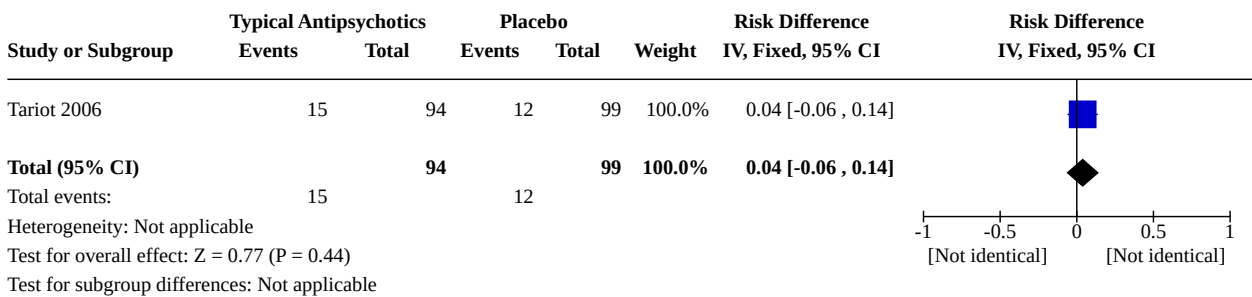 Typical Antipsychotics Placebo Risk Difference Risk Difference
Study or Subgroup Events Total Events Total Weight IV, Fixed, 95% CI IV, Fixed, 95% CI
Tariot 2006 15 94 12 99 100.0% 0.04 [-0.06 , 0.14]
Total (95% CI) 94 99 100.0% 0.04 [-0.06 , 0.14]
Total events: 15 12
Heterogeneity: Not applicable
-1 -0.5 0 0.5 1
Test for overall effect: Z = 0.77 (P = 0.44) [Not identical] [Not identical]
Test for subgroup differences: Not applicable